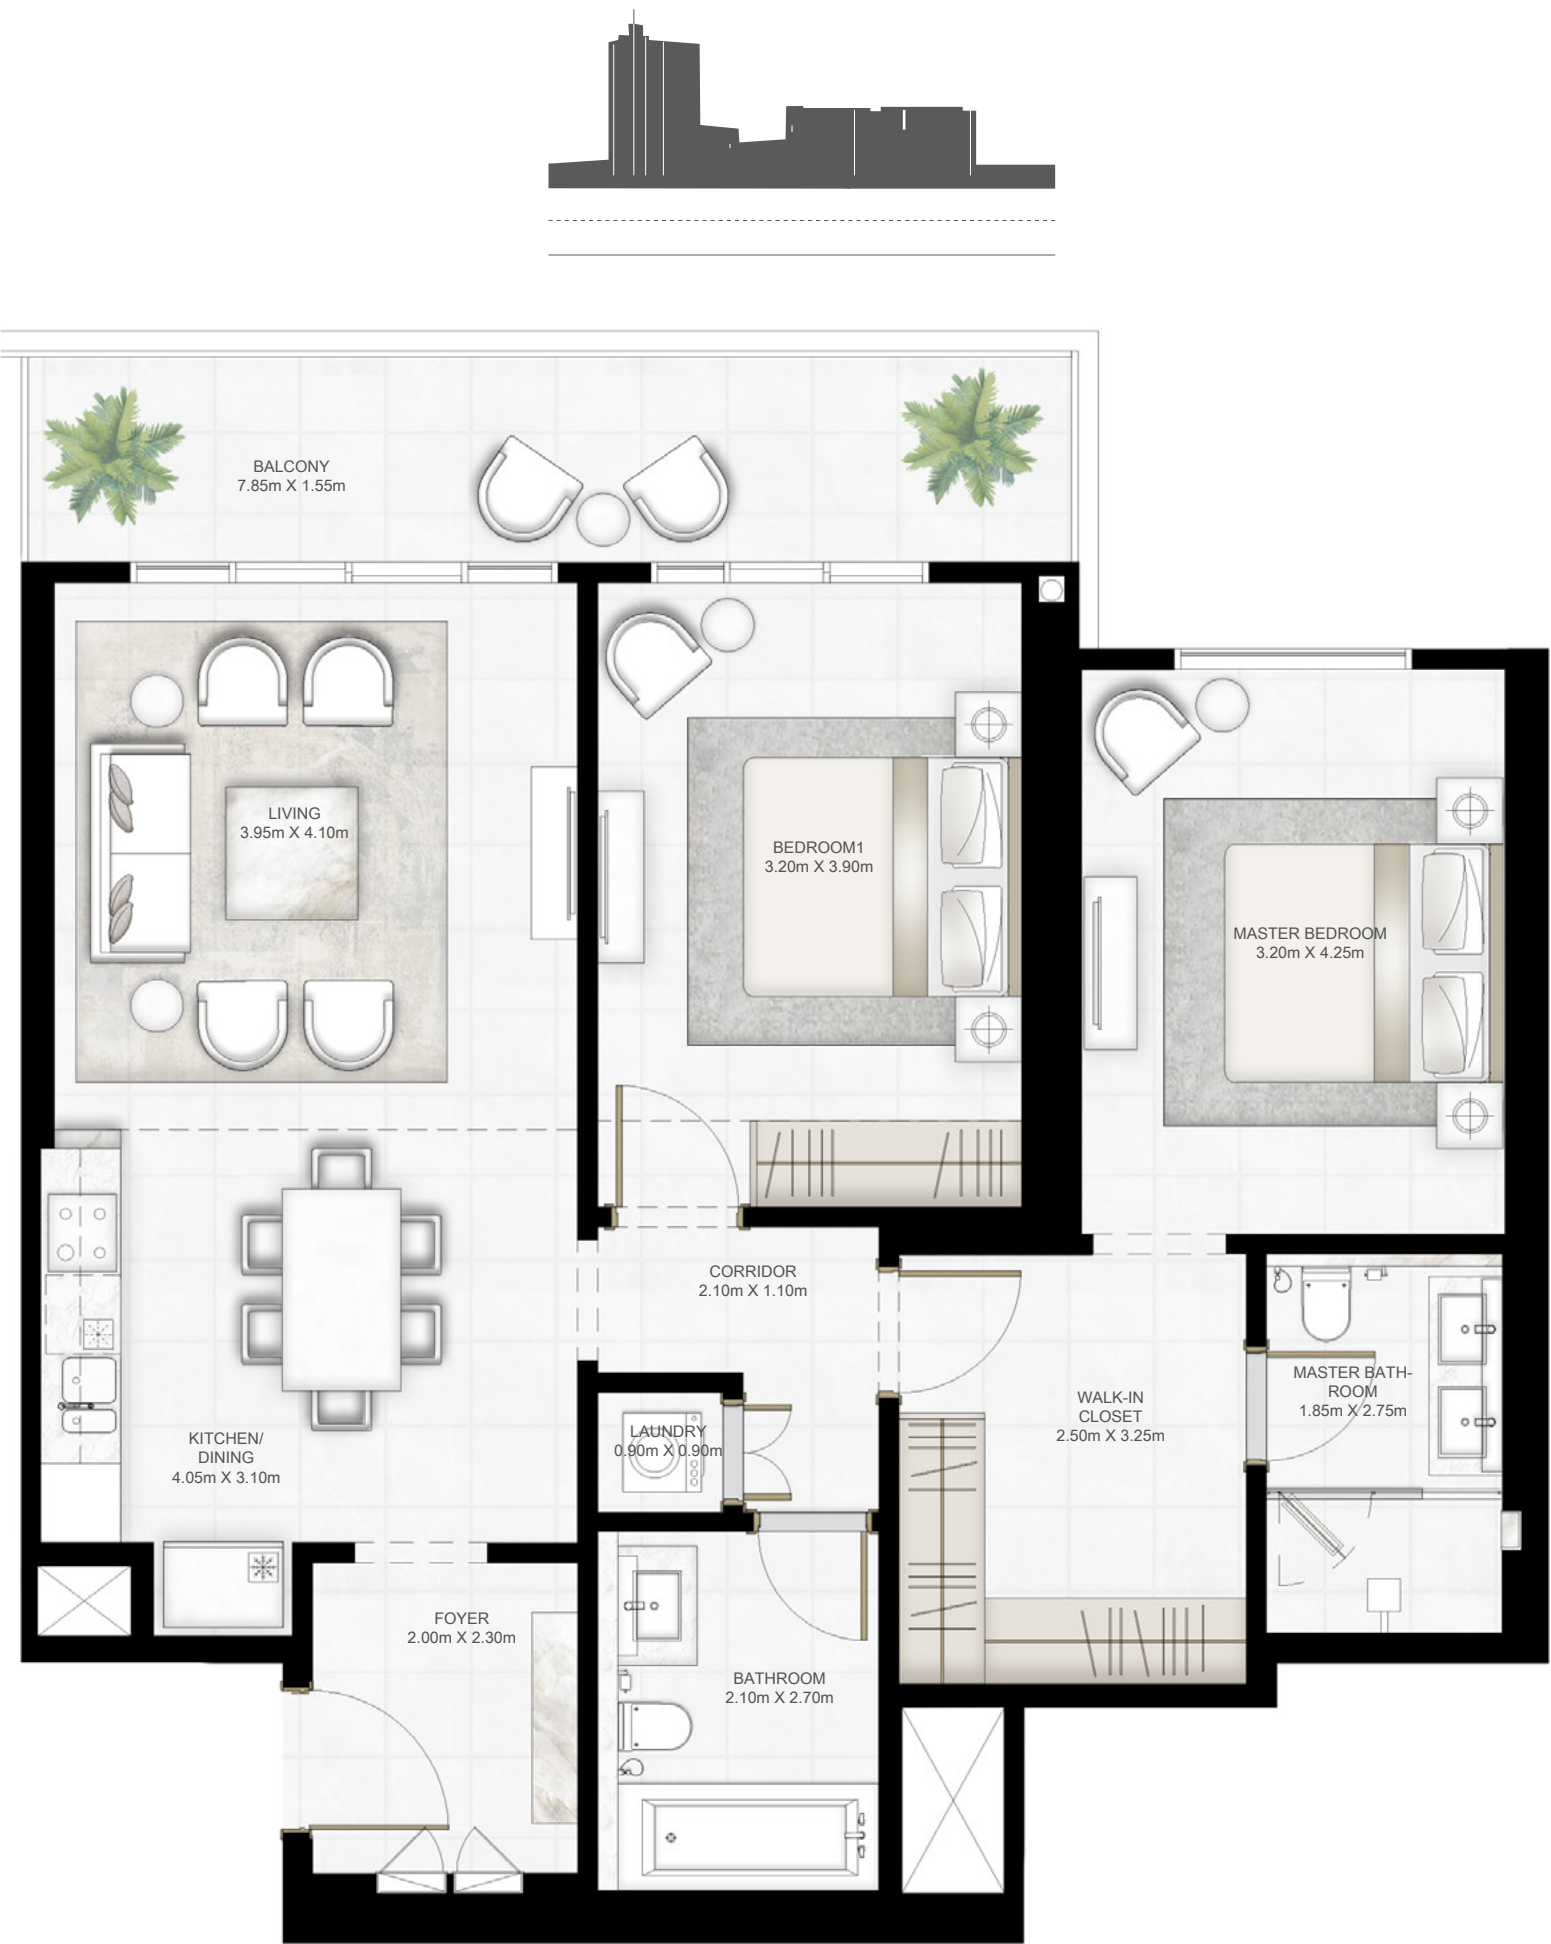 BALCONY
7.85m X 1.55m
LIVING
3.95m X 4.10m
BEDROOM1
3.20m X 3.90m
MASTER BEDROOM
3.20m X 4.25m
CORRIDOR
2.10m X 1.10m
MASTER BATH-
ROOM
1.85m X 2.75m
WALK-IN
CLOSET
2.50m X 3.25m
LAUNDRY
0.90m X 0.90m
KITCHEN/
DINING
4.05m X 3.10m
FOYER
2.00m X 2.30m
BATHROOM
2.10m X 2.70m